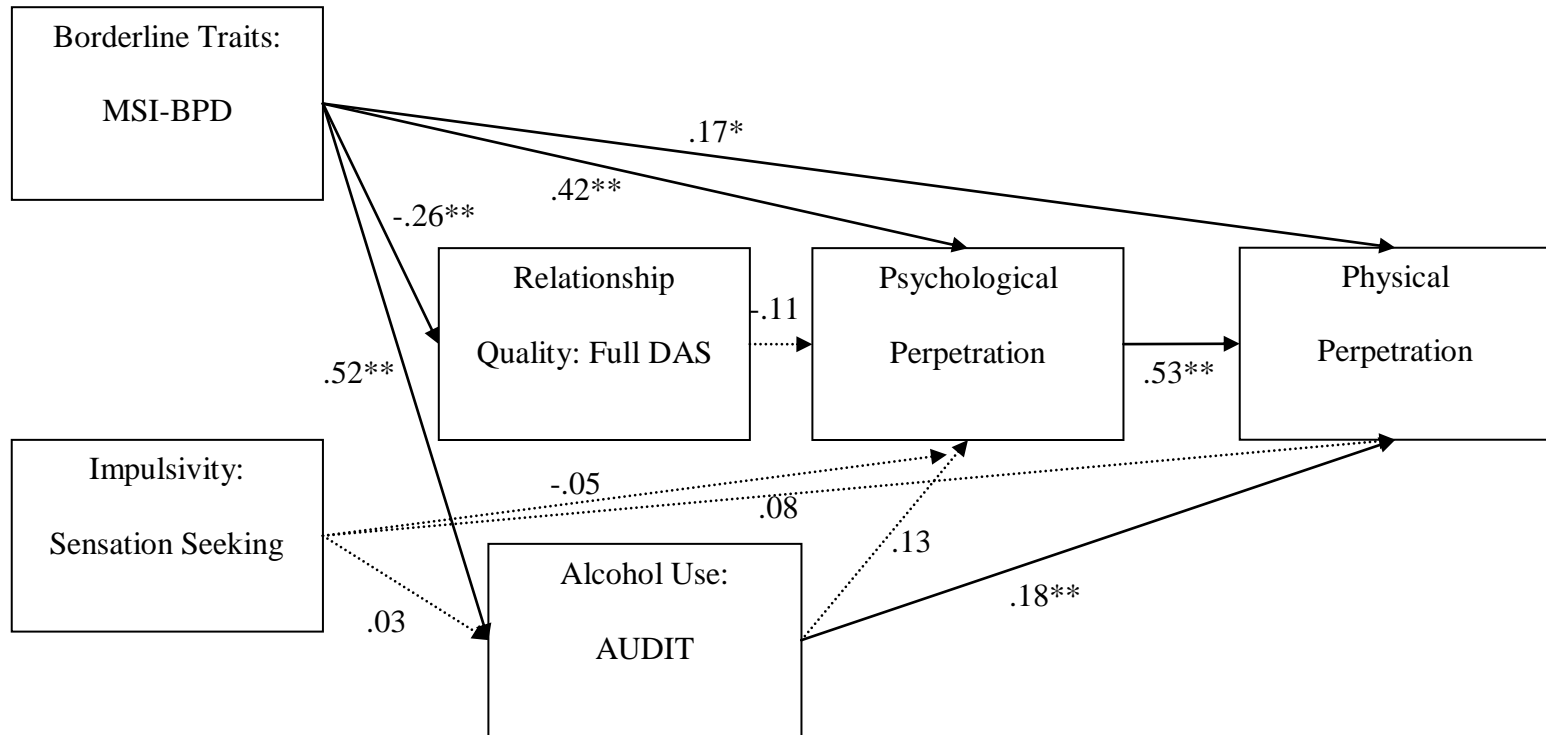 Borderline Traits:
MSI-BPD
.17*
.42**
-.26**
Relationship
Quality: Full DAS
-.11
Psychological
Perpetration
.53**
Physical
Perpetration
.52**
Impulsivity:
Sensation Seeking
-.05
.08
.13
.03
Alcohol Use:
AUDIT
.18**